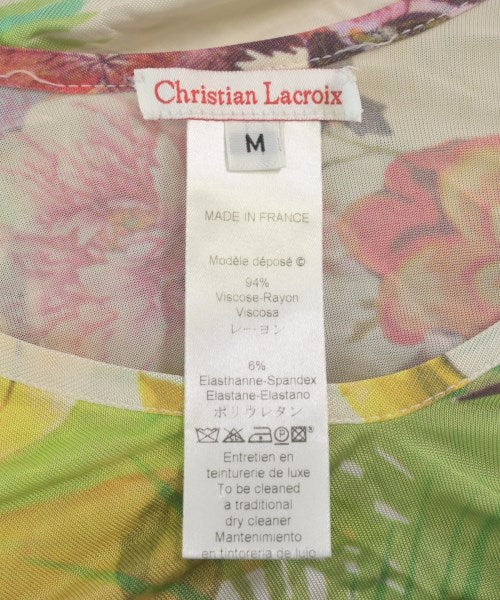 Christian Lacroix
M
MADE IN FRANCE
Modèle déposé ©
94%
Viscose-Rayon
Viscosa
レーヨン
6%
Elasthanne-Spandex
Elastane-Elastano
ポリウレタン
P
Entretien en
teinturerie de luxe
To be cleaned
a traditional
dry cleaner
Mantenimiento
en tintoreria de lujo